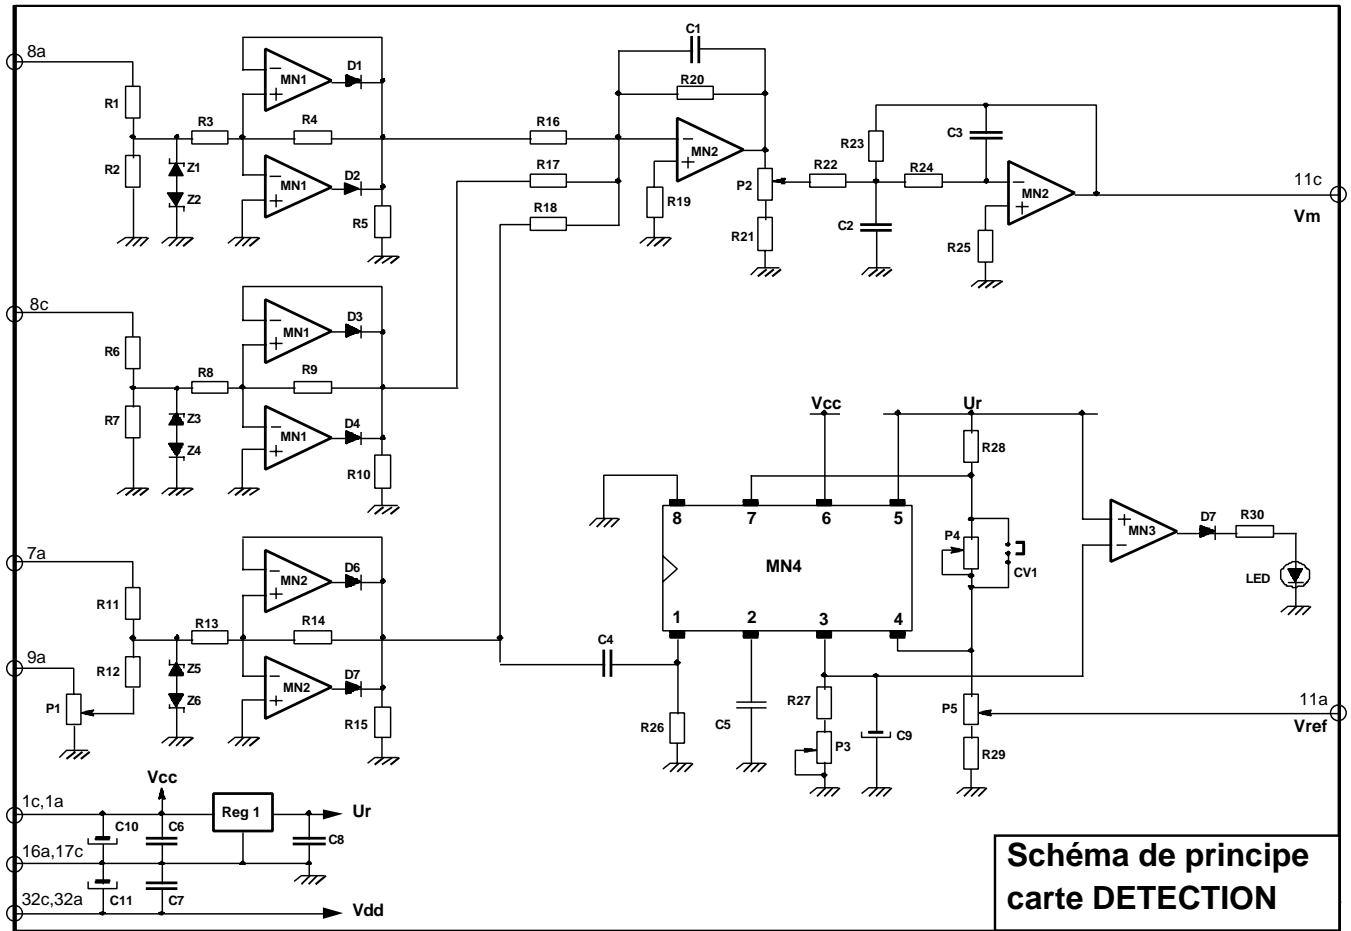 8a
R1
R2
Z1
Z2
R3
R4
MN1
D1
MN1
D2
R5
R16
R17
R18
C1
R20
MN2
R19
P2
R21
R22
R23
C2
R24
C3
MN2
R25
11c
Vm
8c
R6
R7
Z3
Z4
R8
R9
MN1
D3
MN1
D4
R10
7a
R11
9a
R12
P1
Z5
Z6
R13
R14
MN2
D6
MN2
D7
R15
C4
R26
Vcc
Ur
8
7
6
5
MN4
1
2
3
4
C5
R27
P3
C9
R28
P4
CV1
P5
R29
MN3
D7
R30
LED
11a
Vref
Vcc
1c,1a
C10
C6
Reg 1
C8
Ur
16a,17c
C11
C7
32c,32a
Vdd
Schéma de principe
carte DETECTION